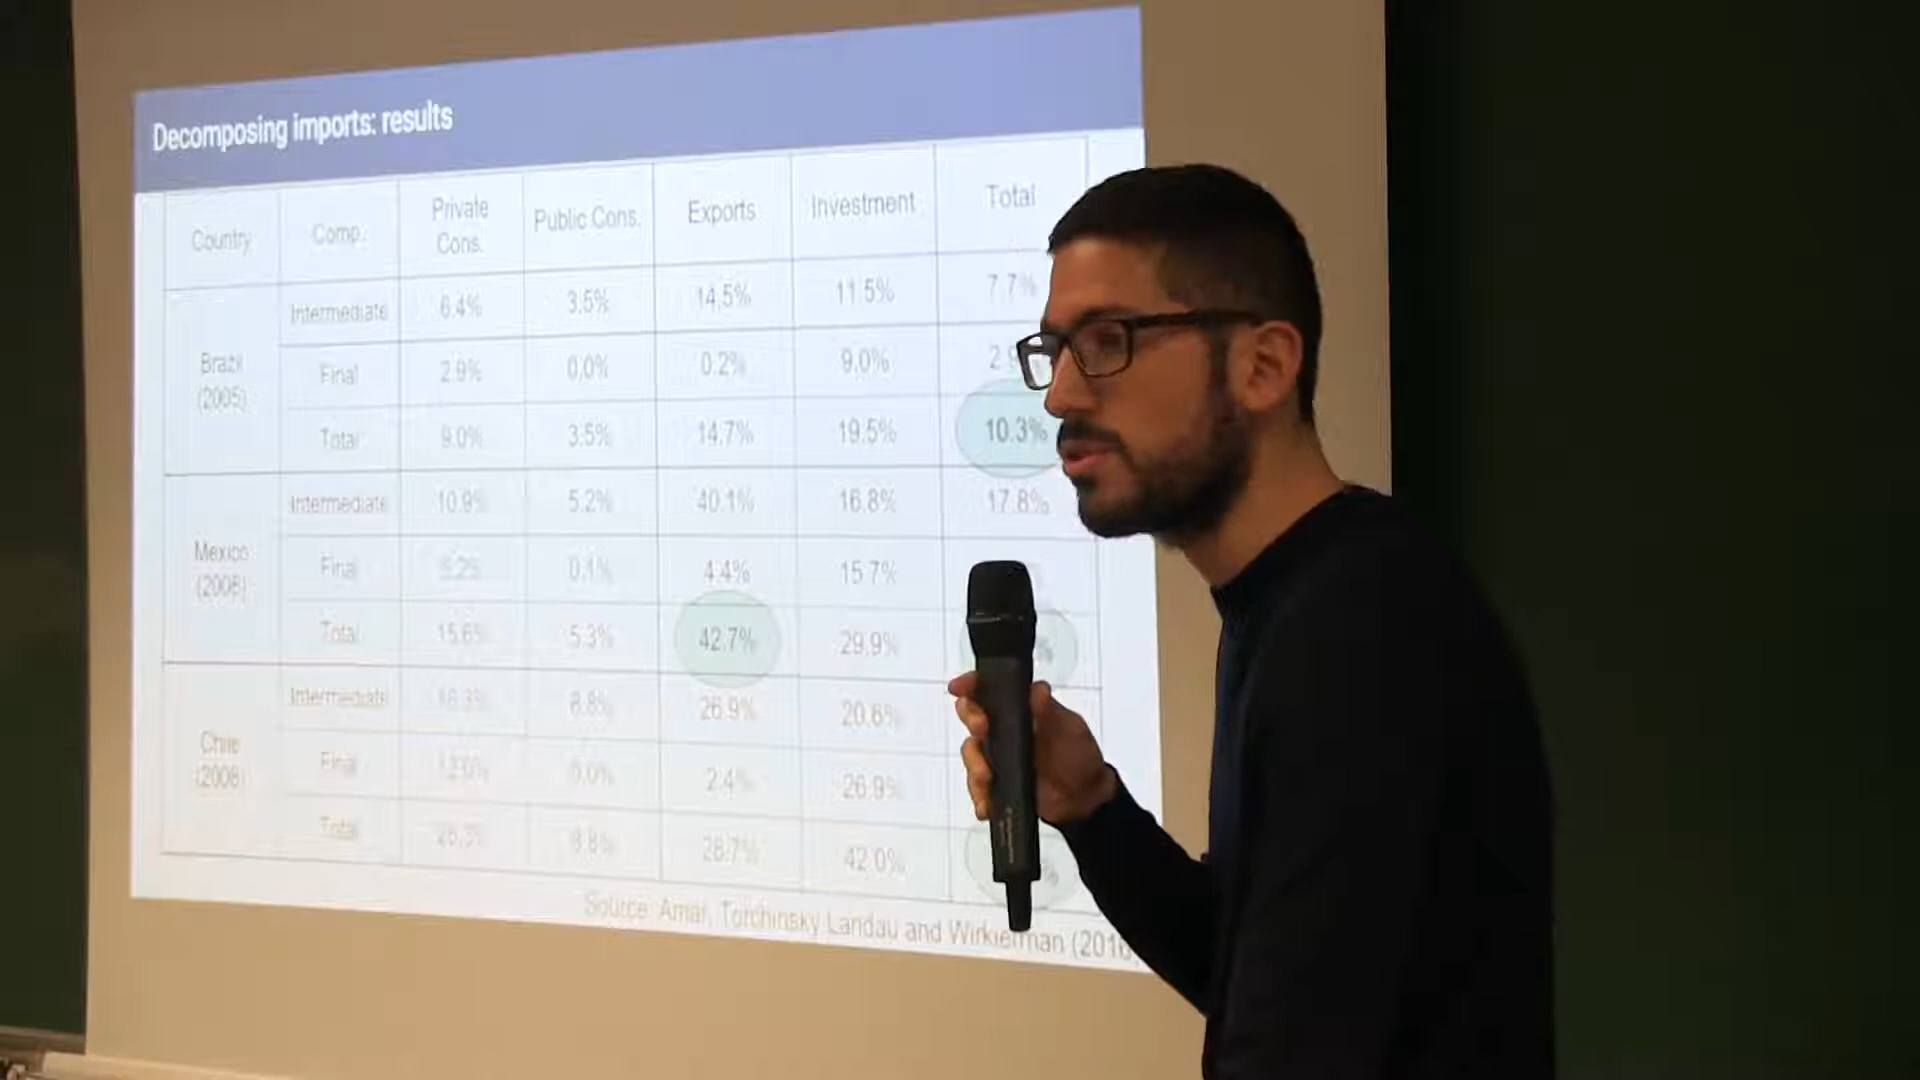 Decomposing imports: results
Country Comp. Private Cons. Public Cons. Exports Investment Total
Brazil (2005)
Intermediate 6.4% 3.5% 14.5% 11.5% 7.7%
Final 2.9% 0.0% 0.2% 9.0%
Total 9.0% 3.5% 14.7% 19.5% 10.3%
Mexico
Intermediate 10.9% 5.2% 40.1% 16.8% 17.8%
Final 0.1% 4.4% 15.7%
Total 15.6% 5.3% 42.7% 29.9%
Chile
Intermediate 8.8% 26.9% 20.6%
Final 0.0% 2.4% 26.9%
Total 8.8% 28.7% 42.0%
Source: Amar, Torchinsky Landau and Wirkierman